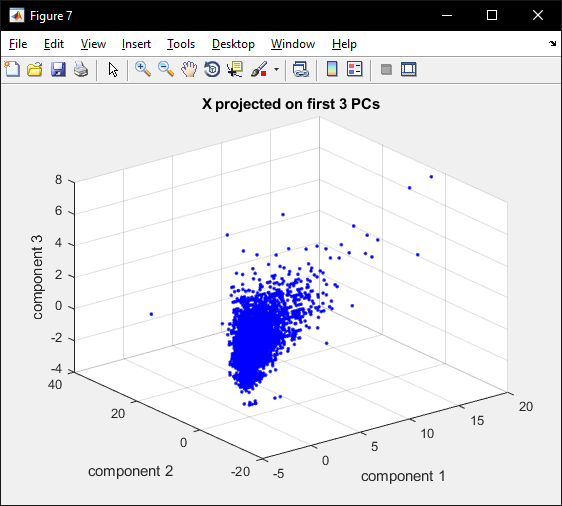 Figure 7
File Edit View Insert Tools Desktop Window Help
X projected on first 3 PCs
8
6
4
2
0
-2
-4
component 3
40
20
0
-20
component 2
-5
0
5
10
15
20
component 1